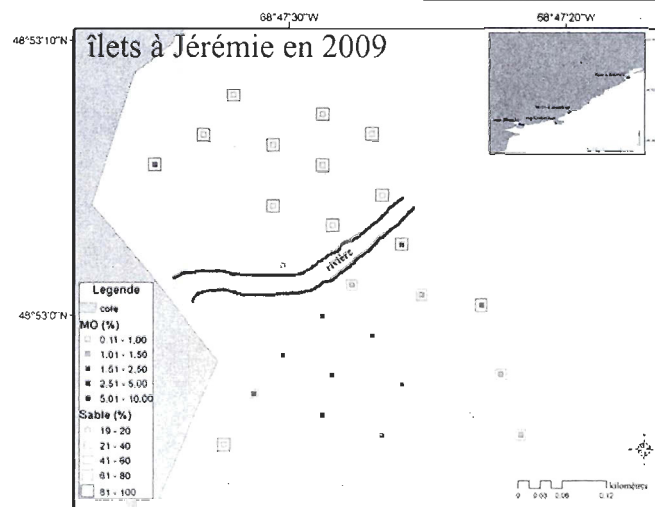 68°47'30"W
68°47'20"W
48°53'10"N
îlets à Jérémie en 2009
rivière
48°53'0"N
Legende
cote
MO (%)
0.11 - 1.00
1.01 - 1.50
1.51 - 2.50
2.51 - 5.00
5.01 - 10.00
Sable (%)
19 - 20
21 - 40
41 - 60
61 - 80
81 - 100
kilomètres
0 0.03 0.06 0.12